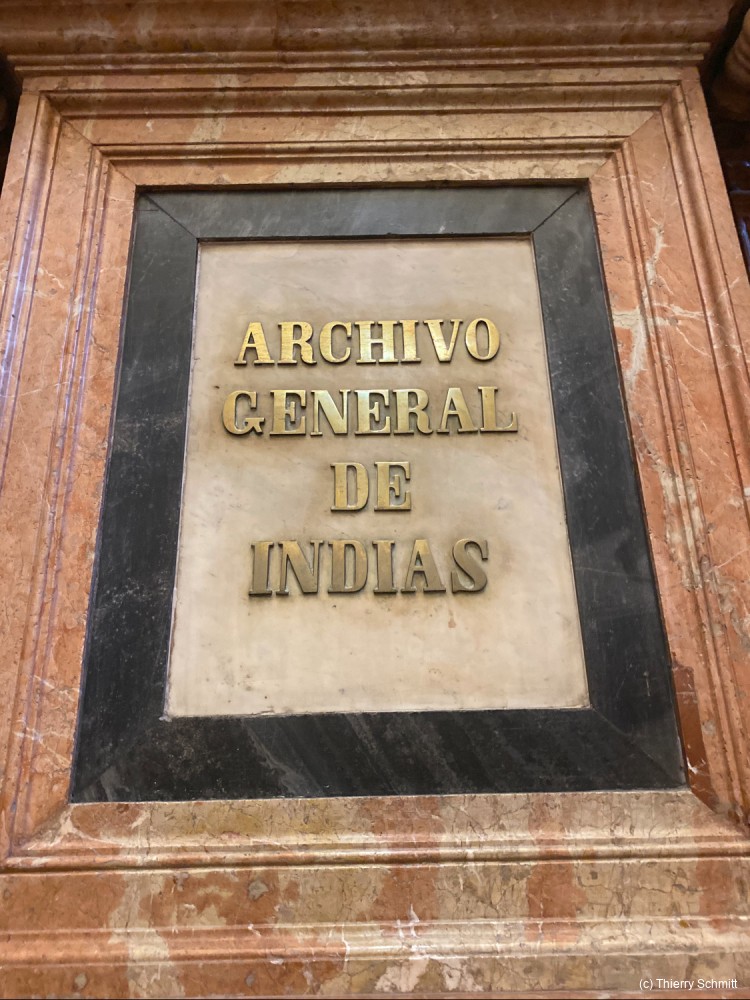 ARCHIVO
GENERAL
DE
INDIAS
(c) Thierry Schmitt